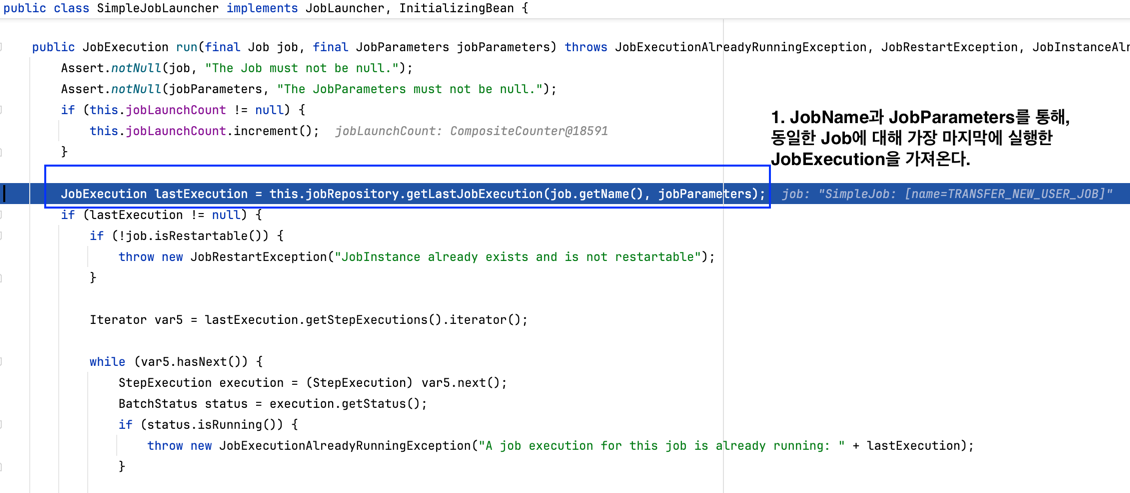 public class SimpleJobLauncher implements JobLauncher, InitializingBean {
public JobExecution run(final Job job, final JobParameters jobParameters) throws JobExecutionAlreadyRunningException, JobRestartException, JobInstanceAlr
Assert.notNull(job, "The Job must not be null.");
Assert.notNull(jobParameters, "The JobParameters must not be null.");
if (this.jobLaunchCount != null) {
this.jobLaunchCount.increment(); jobLaunchCount: CompositeCounter@18591
}
1. JobName과 JobParameters를 통해,
동일한 Job에 대해 가장 마지막에 실행한
JobExecution을 가져온다.
JobExecution lastExecution = this.jobRepository.getLastJobExecution(job.getName(), jobParameters); job: "SimpleJob: [name=TRANSFER_NEW_USER_JOB]"
if (lastExecution != null) {
if (!job.isRestartable()) {
throw new JobRestartException("JobInstance already exists and is not restartable");
}
Iterator var5 = lastExecution.getStepExecutions().iterator();
while (var5.hasNext()) {
StepExecution execution = (StepExecution) var5.next();
BatchStatus status = execution.getStatus();
if (status.isRunning()) {
throw new JobExecutionAlreadyRunningException("A job execution for this job is already running: " + lastExecution);
}